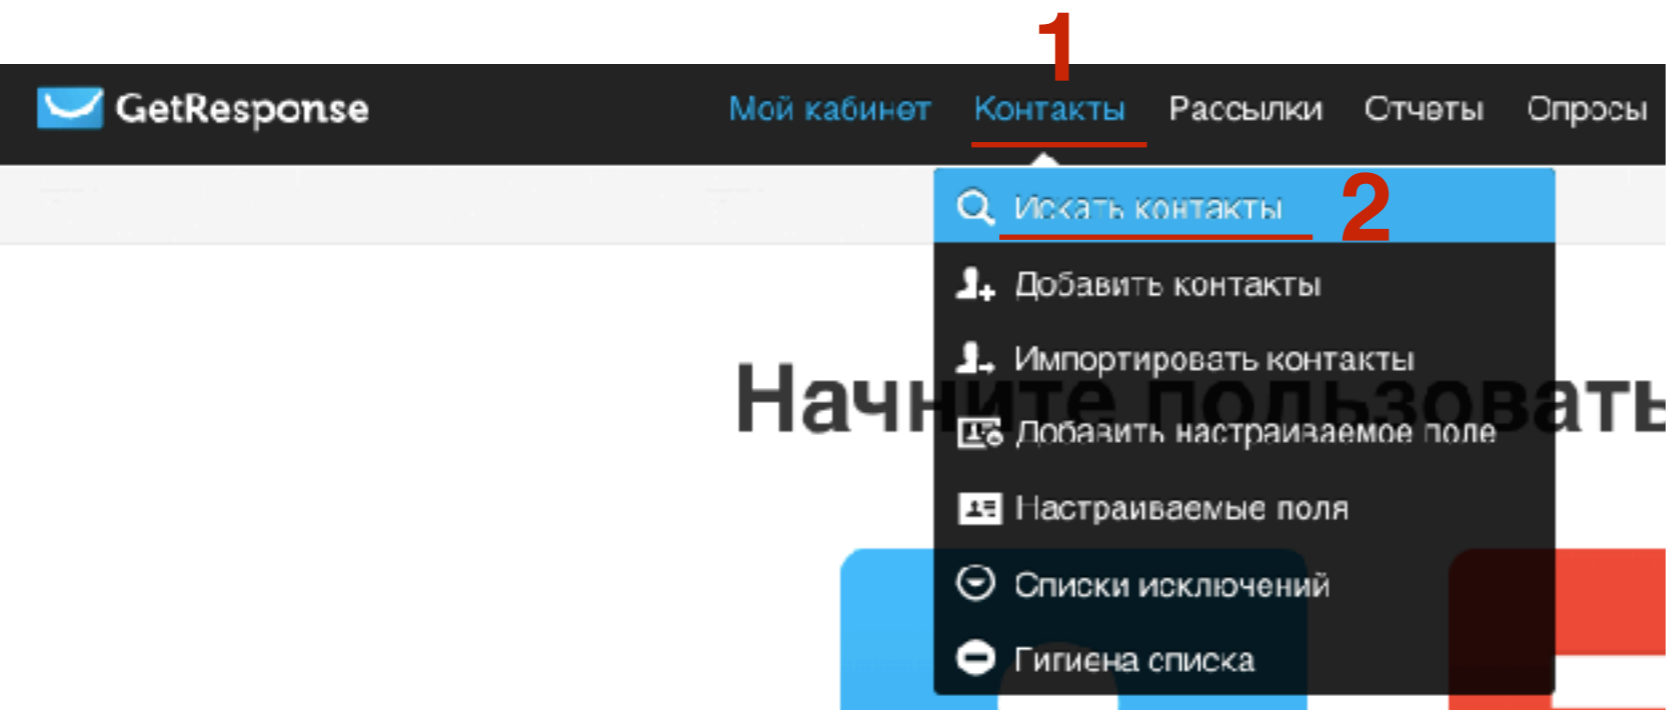 1
GetResponse Мой кабинет Контакты Рассылки Отчеты Опросы
Искать контакты 2
Добавить контакты
Импортировать контакты
Начните пользовать
Добавить настраиваемое поле
Настраиваемые поля
Списки исключений
Гигиена списка